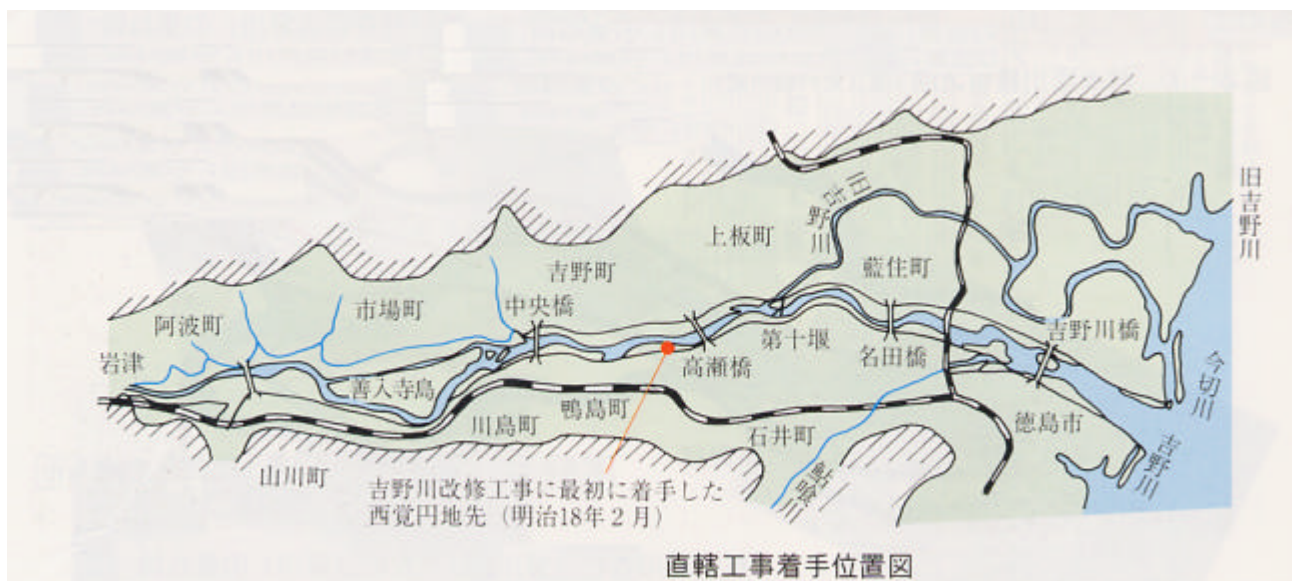 旧吉野川
旧吉野川
上板町
藍住町
吉野町
中央橋
市場町
阿波町
岩津
善入寺島
高瀬橋
第十堰
名田橋
吉野川橋
今切川
川島町
鴨島町
石井町
徳島市
山川町
鮎喰川
吉野川
吉野川改修工事に最初に着手した
西覚円地先（明治18年2月）
直轄工事着手位置図